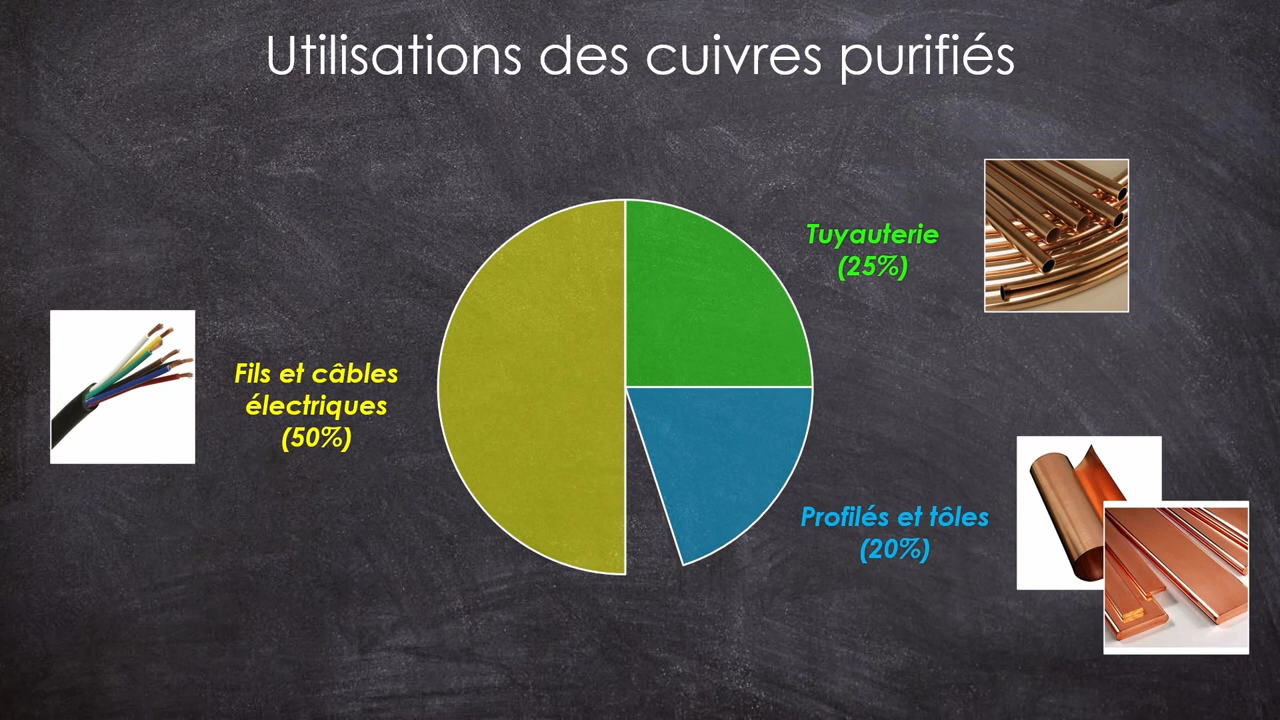 Utilisations des cuivres purifiés
Tuyauterie
(25%)
Fils et câbles
électriques
(50%)
Profilés et tôles
(20%)